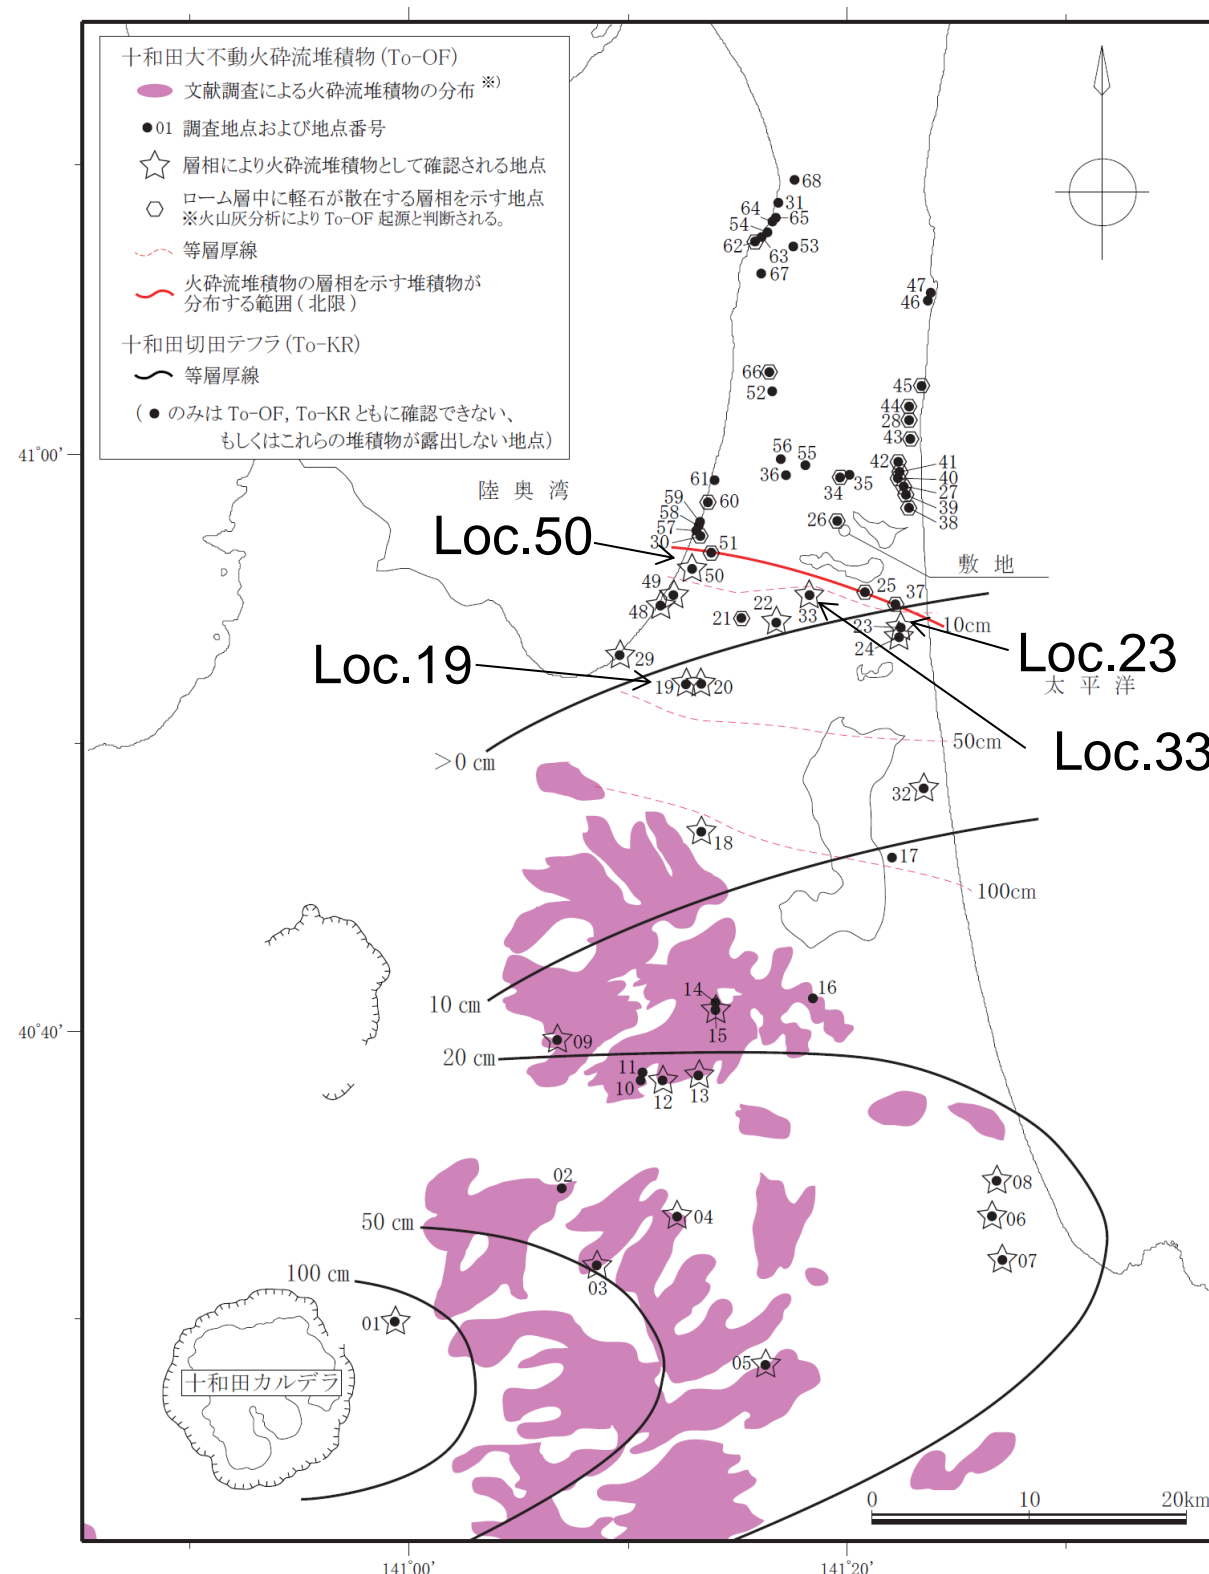 十和田大不動火砕流堆積物 (To-OF)
文献調査による火砕流堆積物の分布 ※)
01 調査地点および地点番号
層相により火砕流堆積物として確認される地点
ローム層中に軽石が散在する層相を示す地点
※火山灰分析により To-OF 起源と判断される。
等層厚線
火砕流堆積物の層相を示す堆積物が
分布する範囲 ( 北限 )
十和田切田テフラ (To-KR)
等層厚線
( ● のみは To-OF, To-KR ともに確認できない、
もしくはこれらの堆積物が露出しない地点)
68
31
64
65
54
62
63
53
67
47
46
66
52
45
44
28
43
41°00'
56
55
42
41
36
34
35
40
27
39
38
61
陸奥湾
60
59
58
57
30
26
Loc.50
51
敷地
50
25
37
49
48
33
22
21
23
10cm
24
Loc.23
29
Loc.19
19
20
太平洋
50cm
Loc.33
>0 cm
32
18
17
100cm
10 cm
14
16
15
40°40'
09
20 cm
11
10
12
13
02
08
04
06
50 cm
07
03
100 cm
01
05
十和田カルデラ
0
10
20km
141°00'
141°20'